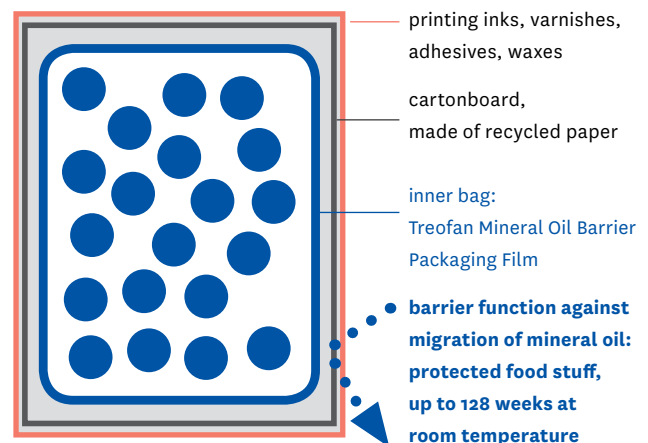 printing inks, varnishes,
adhesives, waxes
cartonboard,
made of recycled paper
inner bag:
Treofan Mineral Oil Barrier
Packaging Film
barrier function against
migration of mineral oil:
protected food stuff,
up to 128 weeks at
room temperature